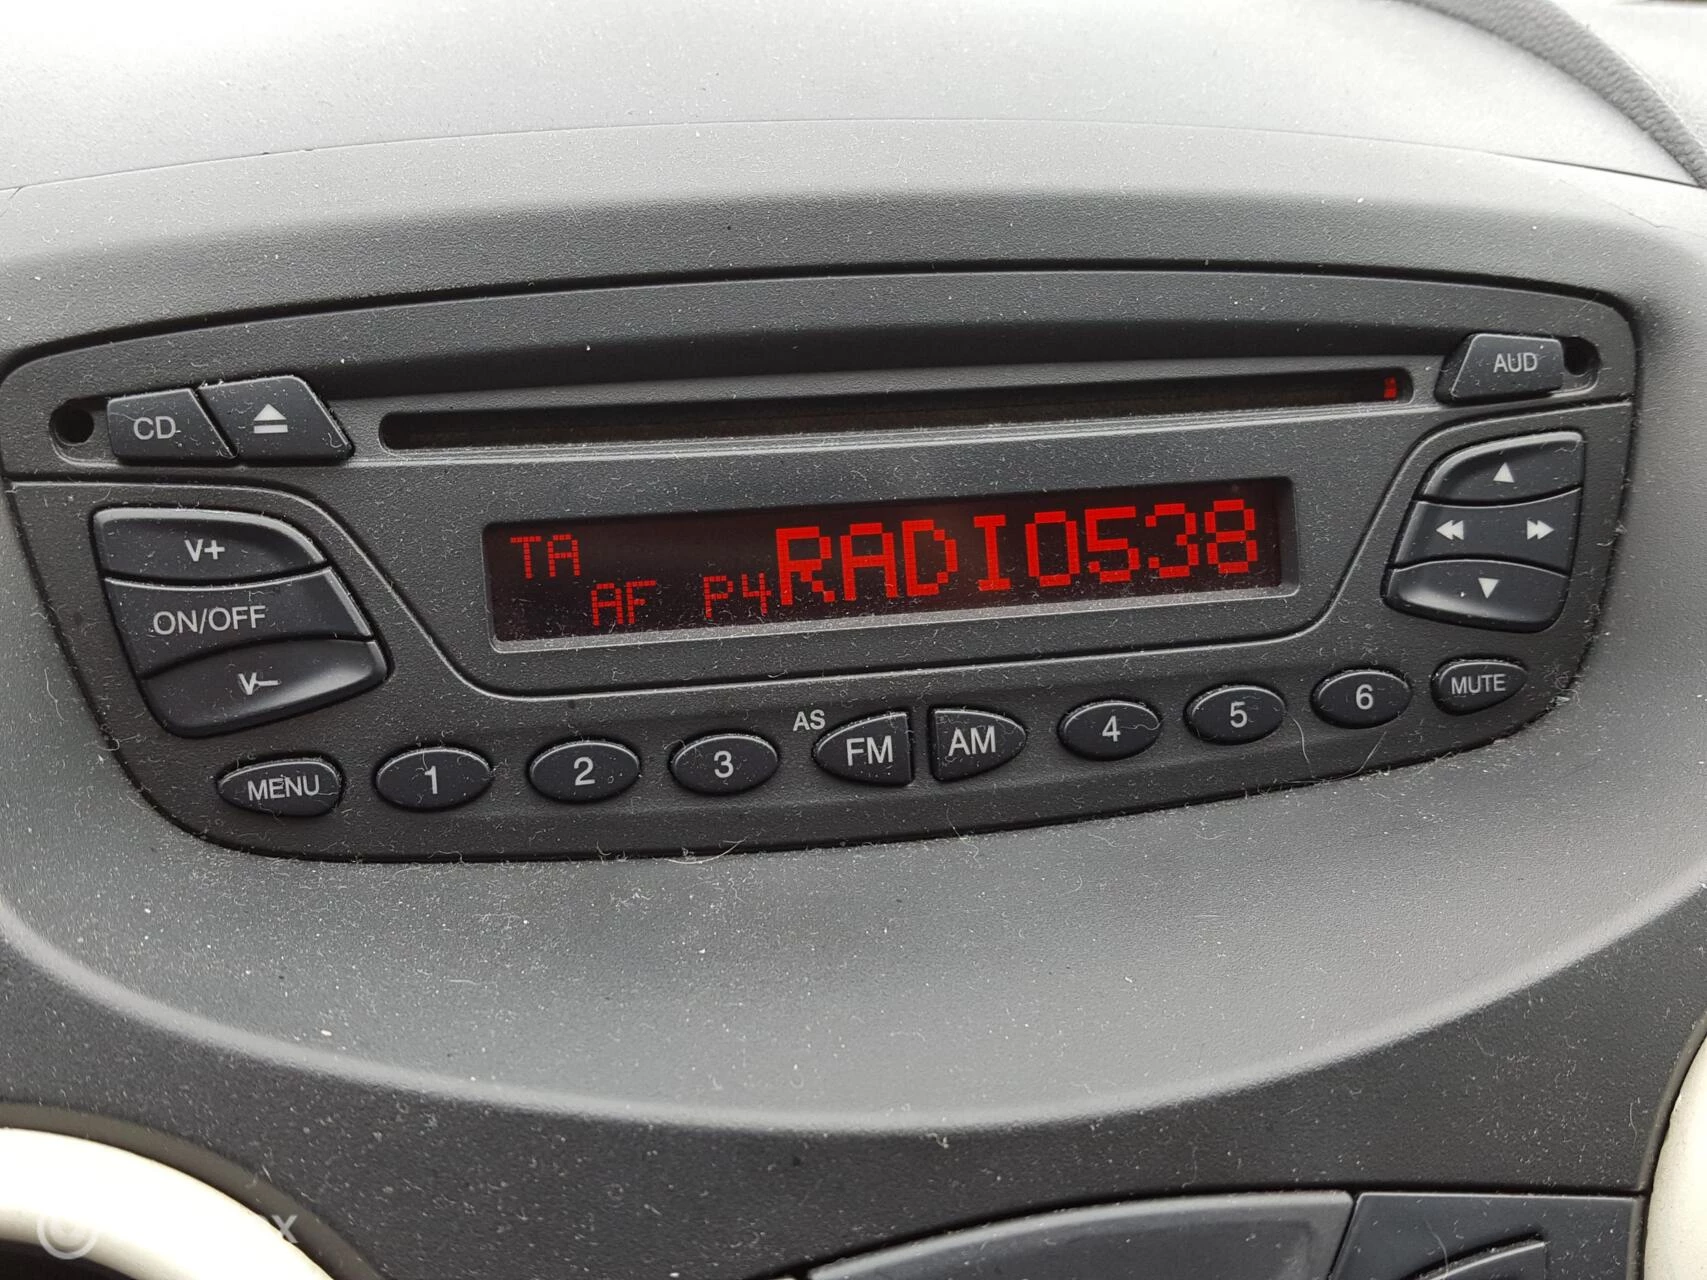 CD
AUD
V+
ON/OFF
V-
TA
AF P4 RADIO538
AS
MENU 1 2 3 FM AM 4 5 6 MUTE